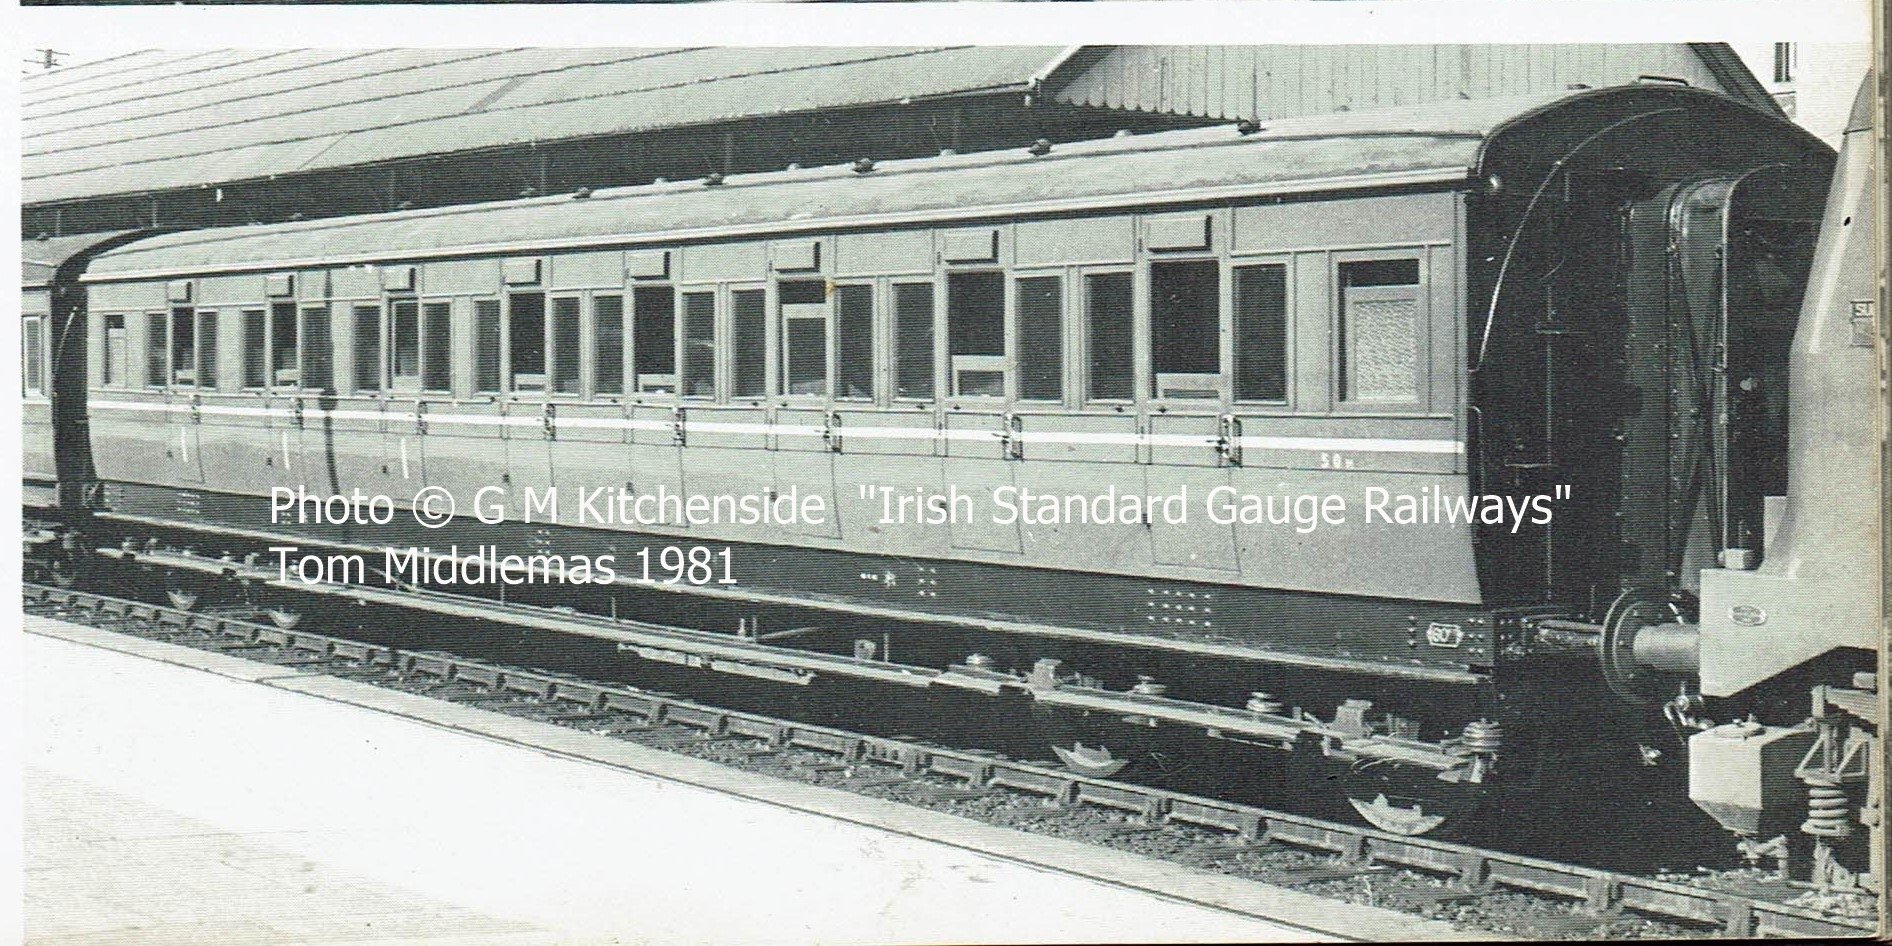 Photo © G M Kitchenside "Irish Standard Gauge Railways"
Tom Middlemas 1981